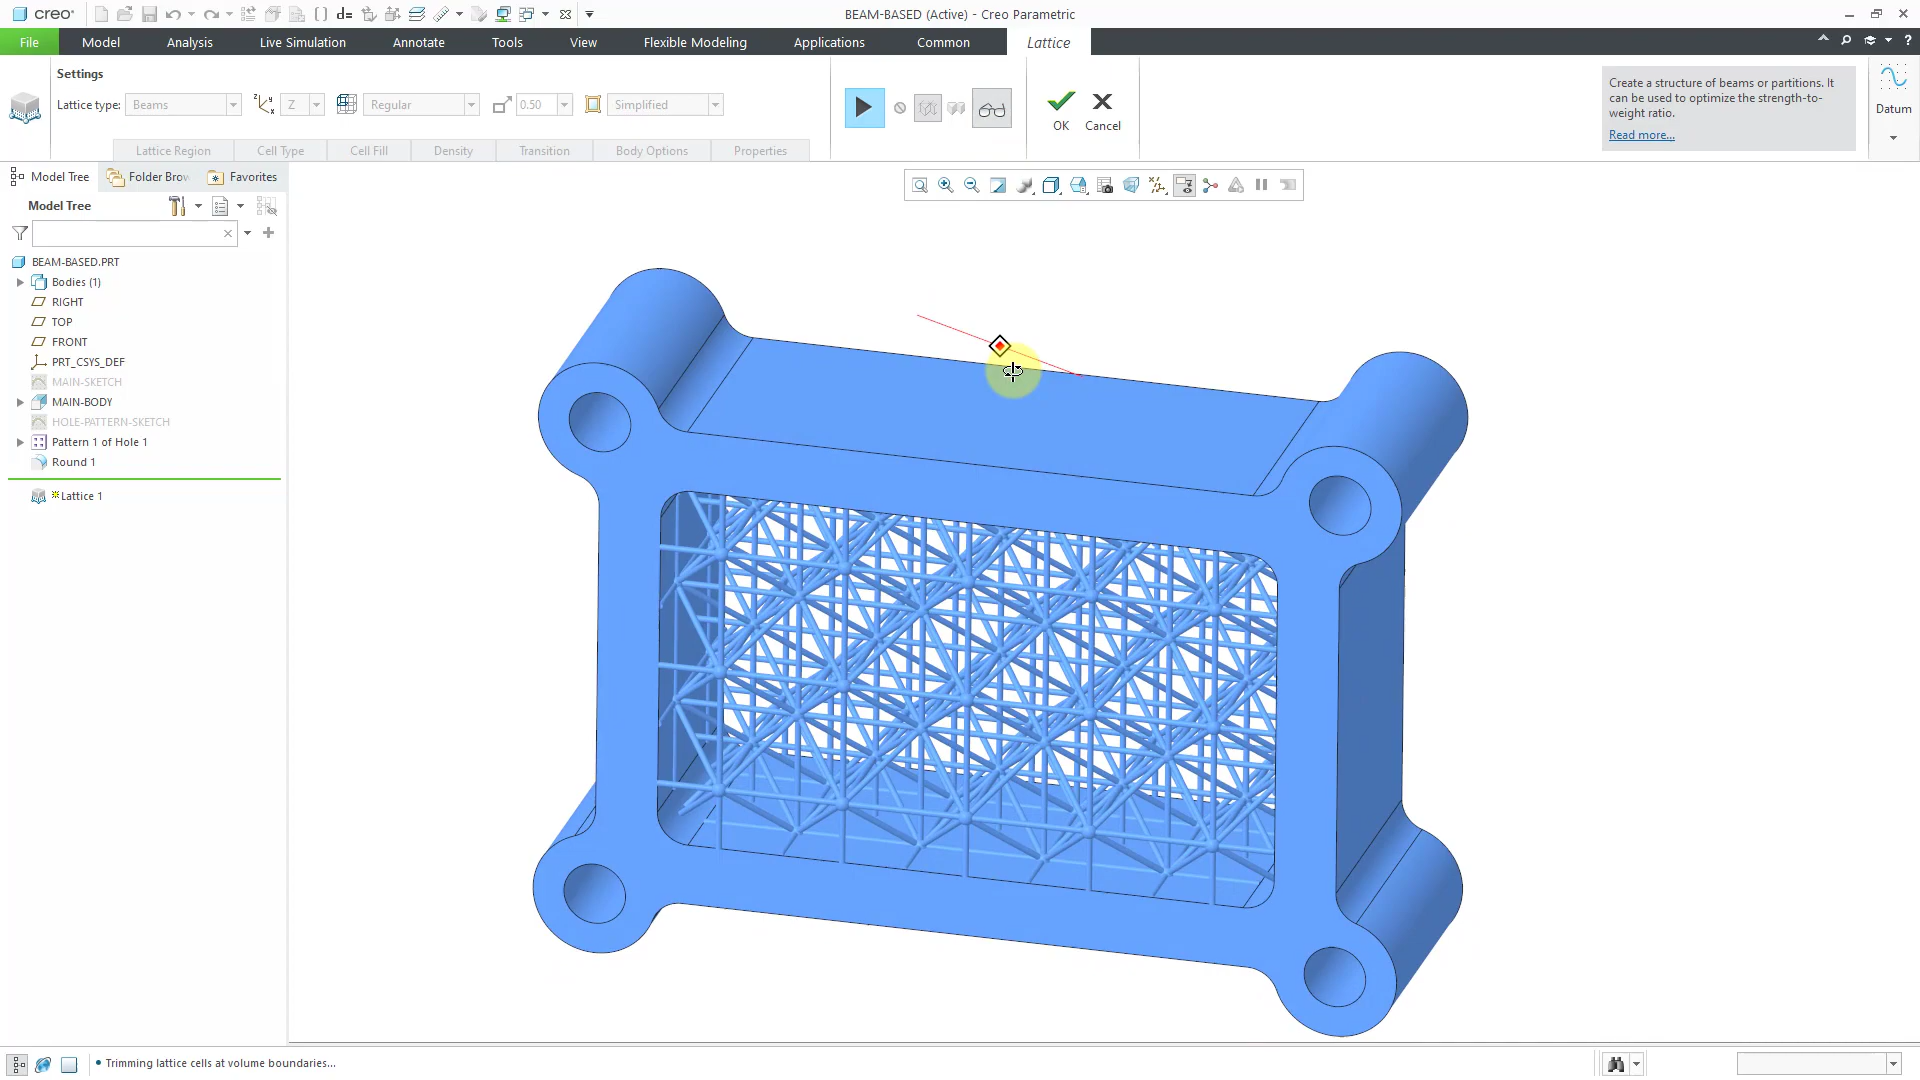 creo®
d=
BEAM-BASED (Active) - Creo Parametric
File
Model
Analysis
Live Simulation
Annotate
Tools
View
Flexible Modeling
Applications
Common
Lattice
Settings
Lattice type:
Beams
Z
Regular
0.50
Simplified
OK
Cancel
Create a structure of beams or partitions. It
can be used to optimize the strength-to-
weight ratio.
Read more...
Datum
Lattice Region
Cell Type
Cell Fill
Density
Transition
Body Options
Properties
Model Tree
Folder Brow
Favorites
Model Tree
BEAM-BASED.PRT
Bodies (1)
RIGHT
TOP
FRONT
PRT_CSYS_DEF
MAIN-SKETCH
MAIN-BODY
HOLE-PATTERN-SKETCH
Pattern 1 of Hole 1
Round 1
Lattice 1
• Trimming lattice cells at volume boundaries...